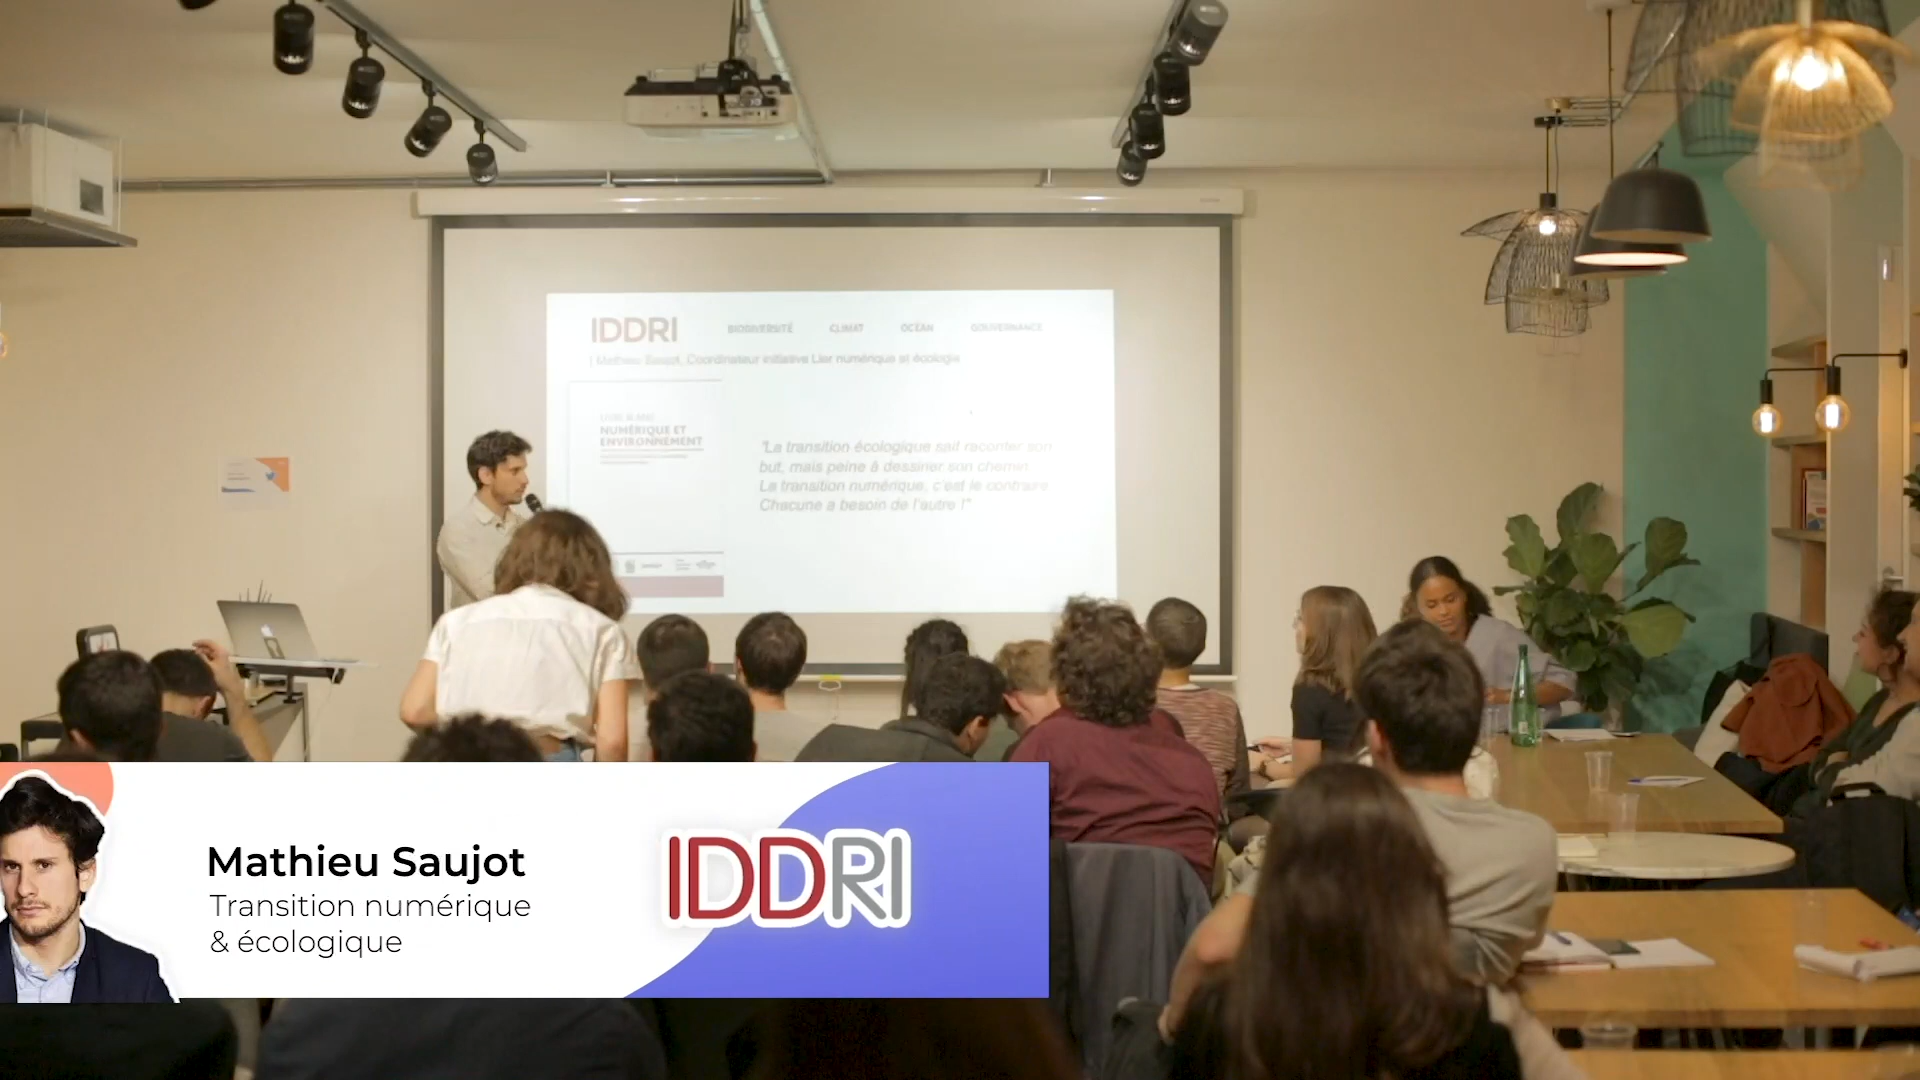 IDDRI
BIODIVERSITÉ CLIMAT OCÉAN GOUVERNANCE
| Mathieu Saujot, Coordinateur initiative Lier numérique et écologie
LIVRE BLANC
NUMÉRIQUE ET
ENVIRONNEMENT
"La transition écologique sait raconter son
but, mais peine à dessiner son chemin.
La transition numérique, c'est le contraire
Chacune a besoin de l'autre !"
Mathieu Saujot
Transition numérique
& écologique
IDDRI